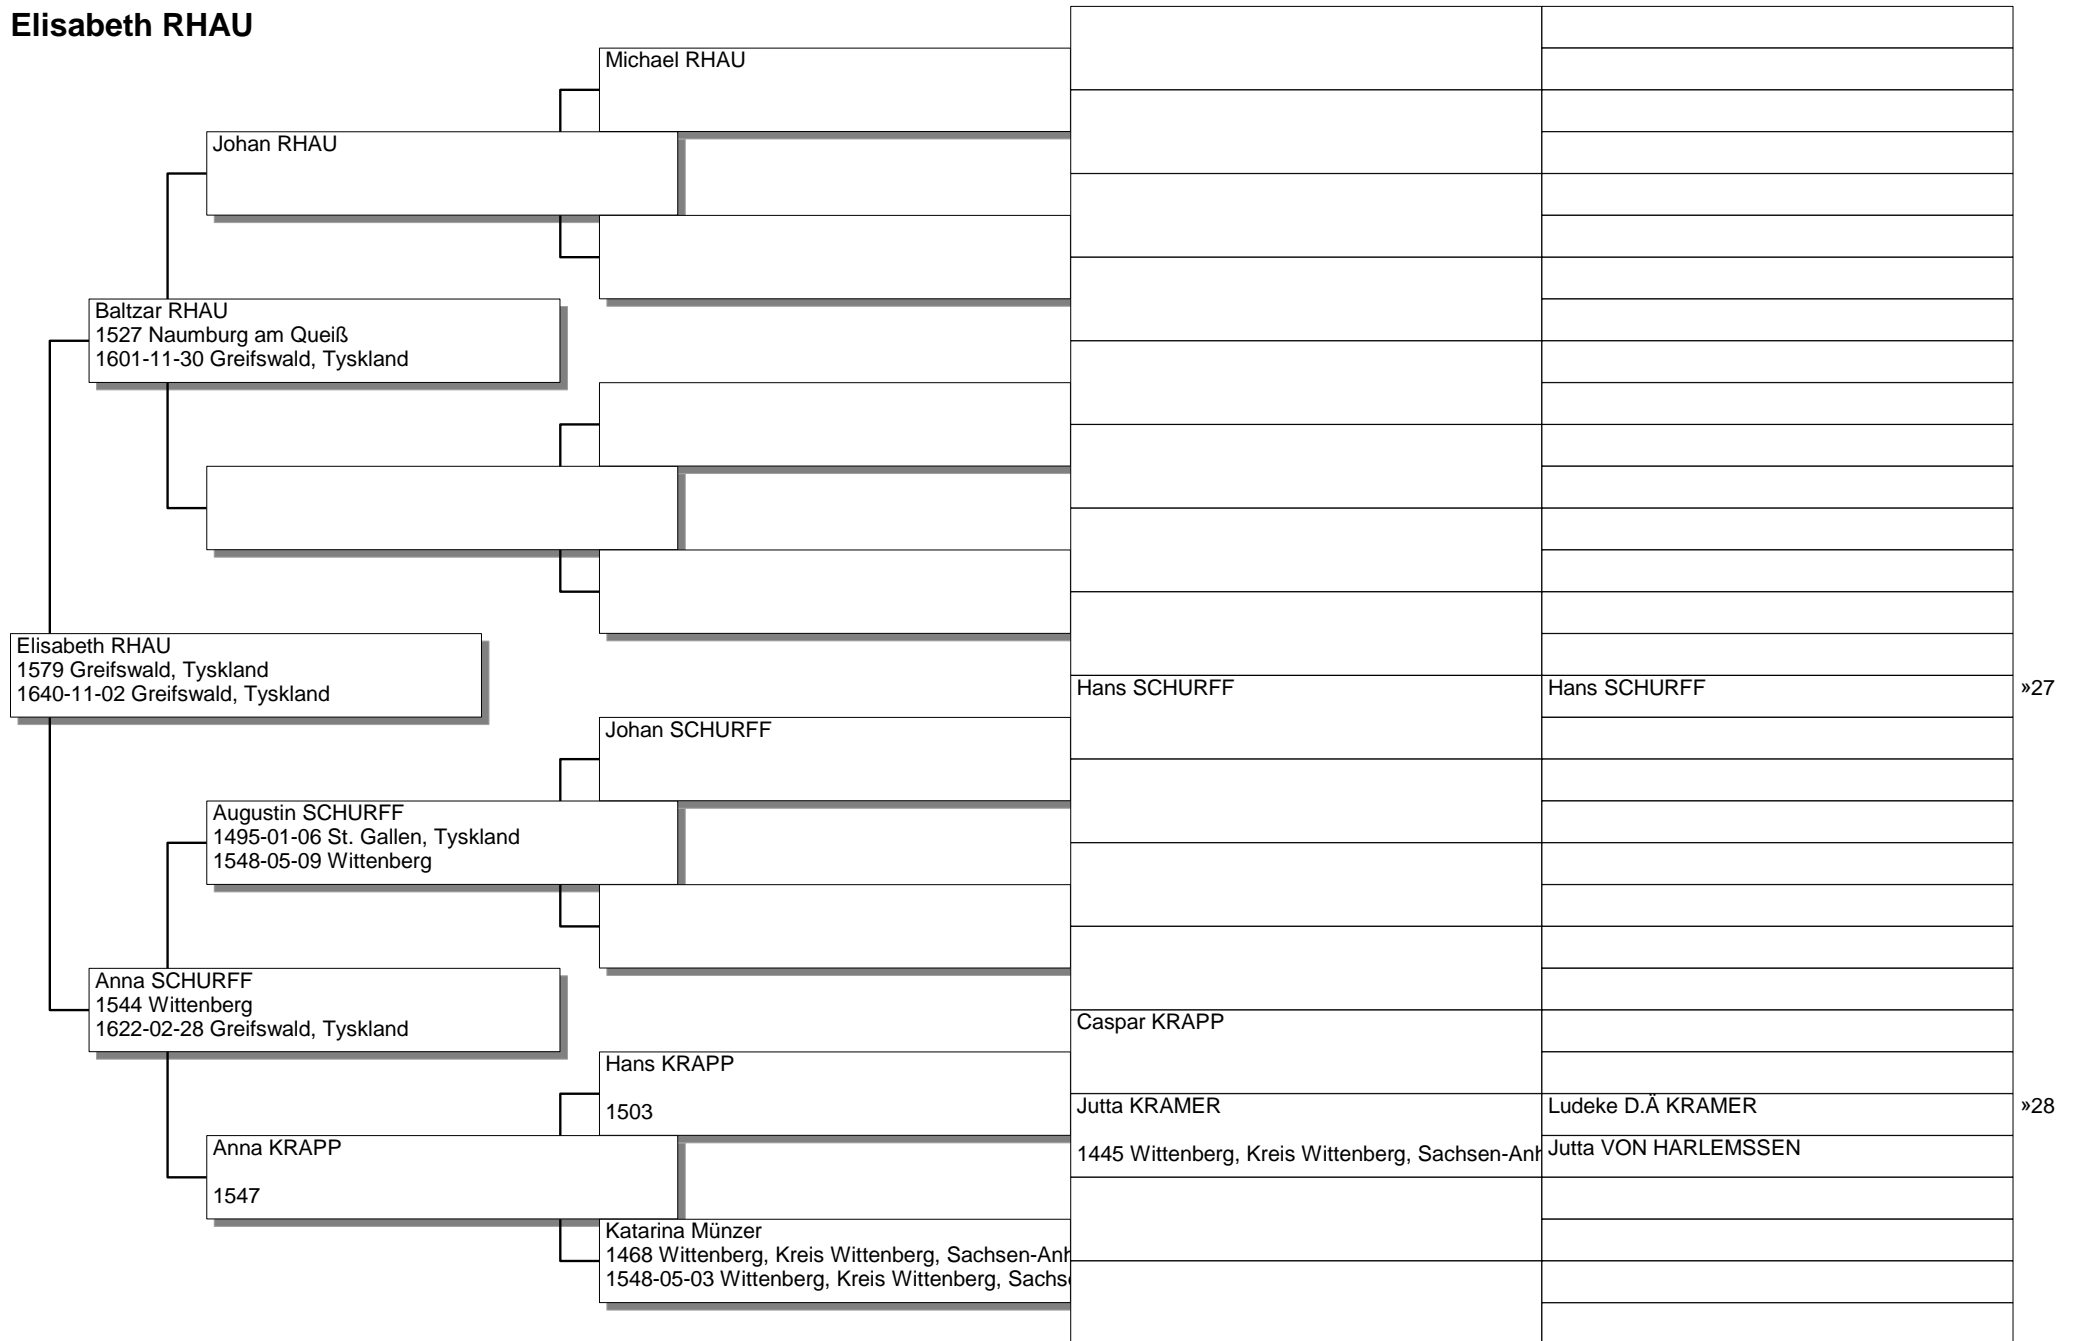 Elisabeth RHAU
Michael RHAU
Johan RHAU
Baltzar RHAU
1527 Naumburg am Queiß
1601-11-30 Greifswald, Tyskland
Elisabeth RHAU
1579 Greifswald, Tyskland
1640-11-02 Greifswald, Tyskland
Hans SCHURFF
Hans SCHURFF
»27
Johan SCHURFF
Augustin SCHURFF
1495-01-06 St. Gallen, Tyskland
1548-05-09 Wittenberg
Anna SCHURFF
1544 Wittenberg
1622-02-28 Greifswald, Tyskland
Caspar KRAPP
Hans KRAPP
1503
Jutta KRAMER
1445 Wittenberg, Kreis Wittenberg, Sachsen-Anh
Ludeke D.Ä KRAMER
»28
Jutta VON HARLEMSSEN
Anna KRAPP
1547
Katarina Münzer
1468 Wittenberg, Kreis Wittenberg, Sachsen-Anh
1548-05-03 Wittenberg, Kreis Wittenberg, Sachse